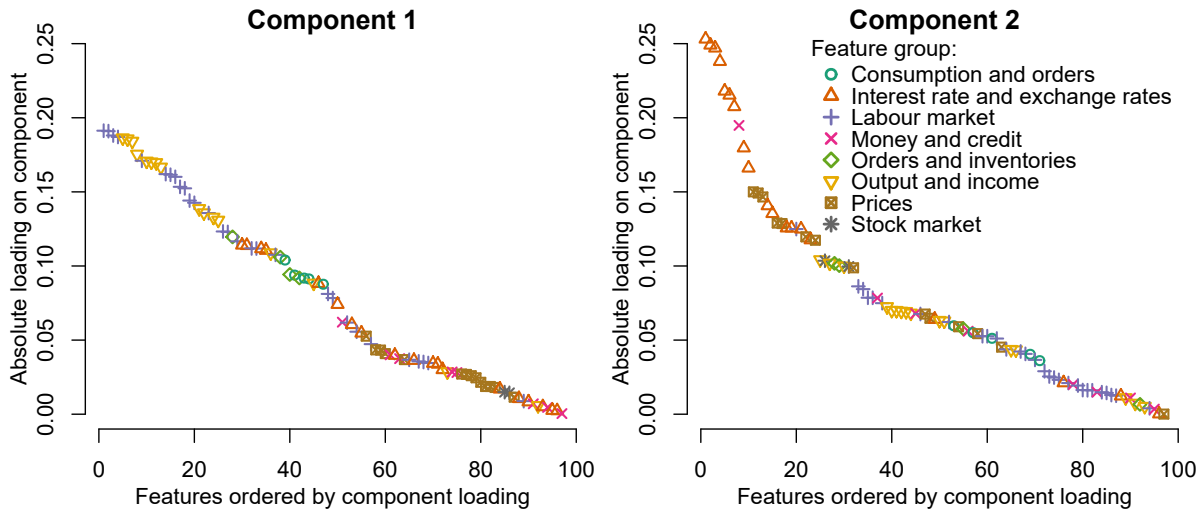 Component 1
Absolute loading on component
0.00 0.05 0.10 0.15 0.20 0.25
0 20 40 60 80 100
Features ordered by component loading
Component 2
Feature group:
Consumption and orders
Interest rate and exchange rates
Labour market
Money and credit
Orders and inventories
Output and income
Prices
Stock market
Absolute loading on component
0.00 0.05 0.10 0.15 0.20 0.25
0 20 40 60 80 100
Features ordered by component loading